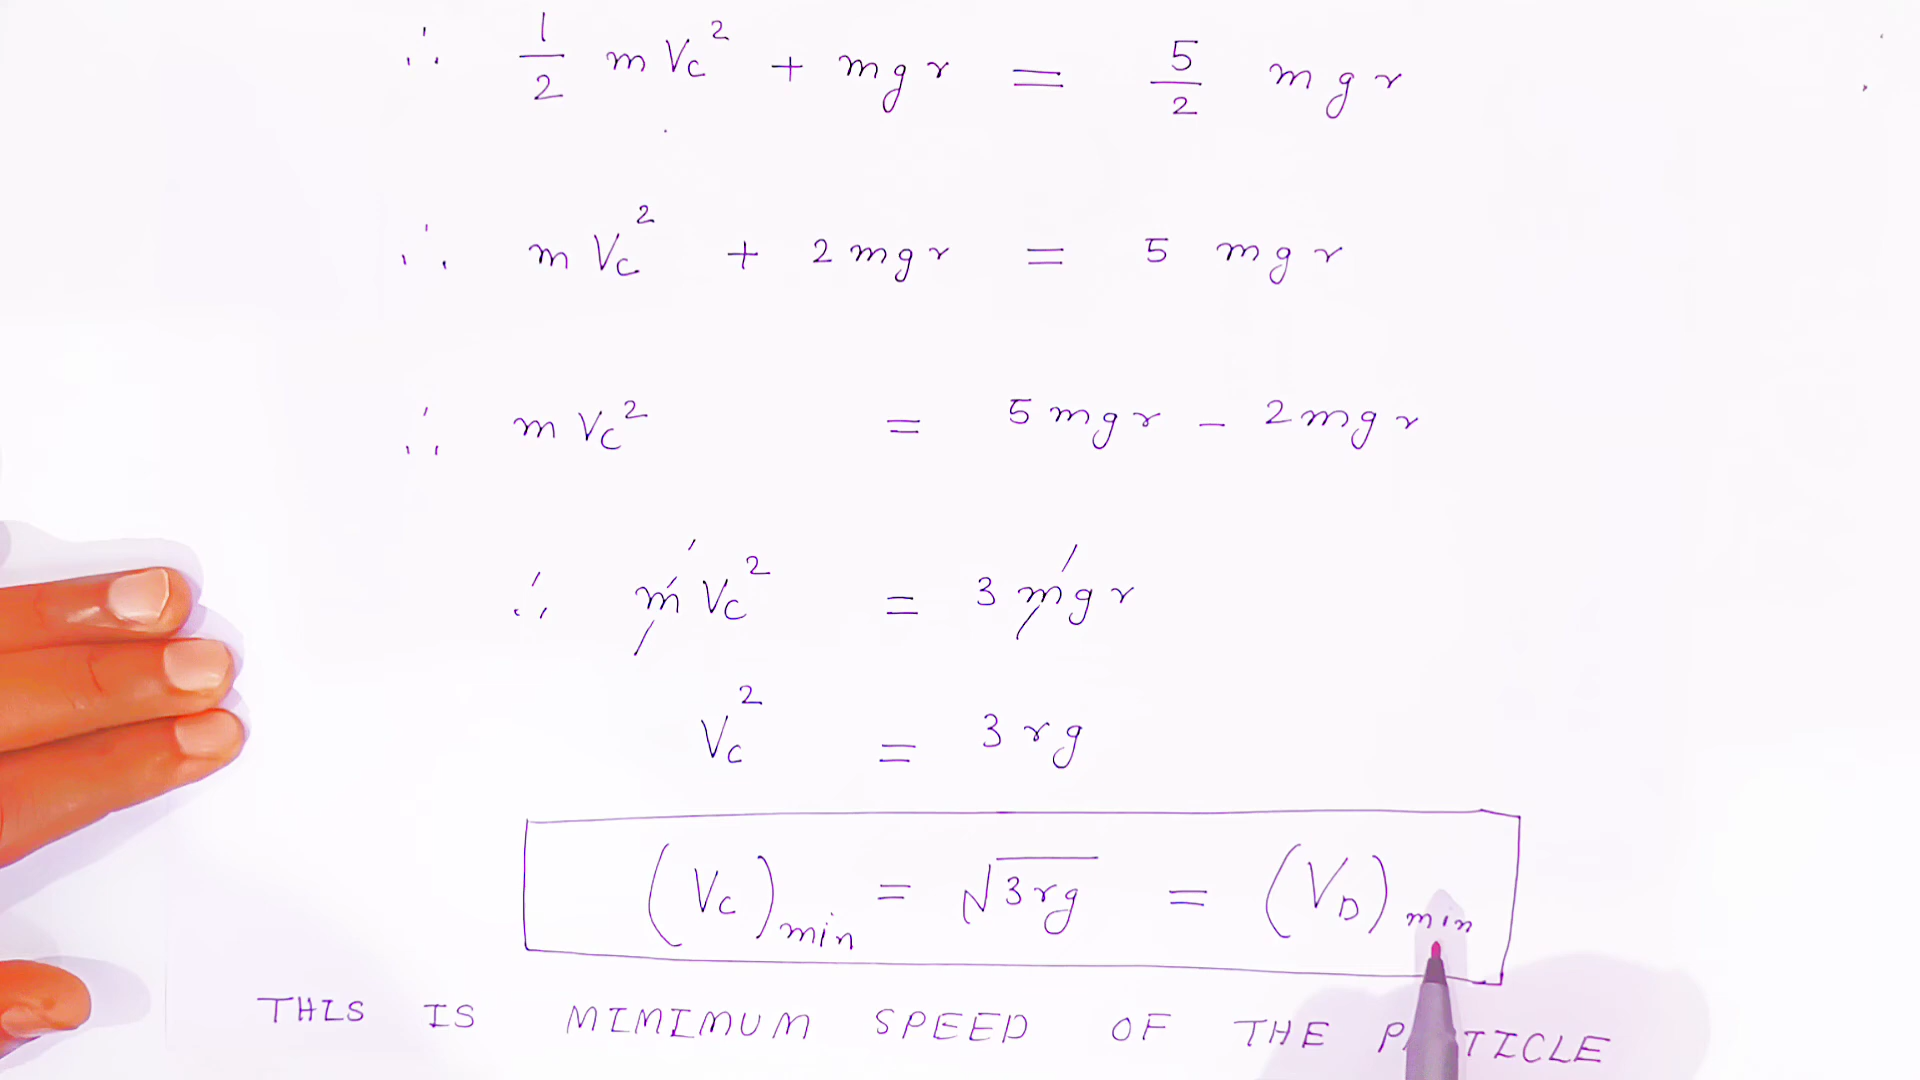 ∴ 1/2 m Vc² + mgr = 5/2 mgr
∴ m Vc² + 2mgr = 5 mgr
∴ m Vc² = 5mgr - 2mgr
∴ m Vc² = 3 mgr
Vc² = 3rg
(Vc)min = √3rg = (VD)min
THIS IS MIMIMUM SPEED OF THE